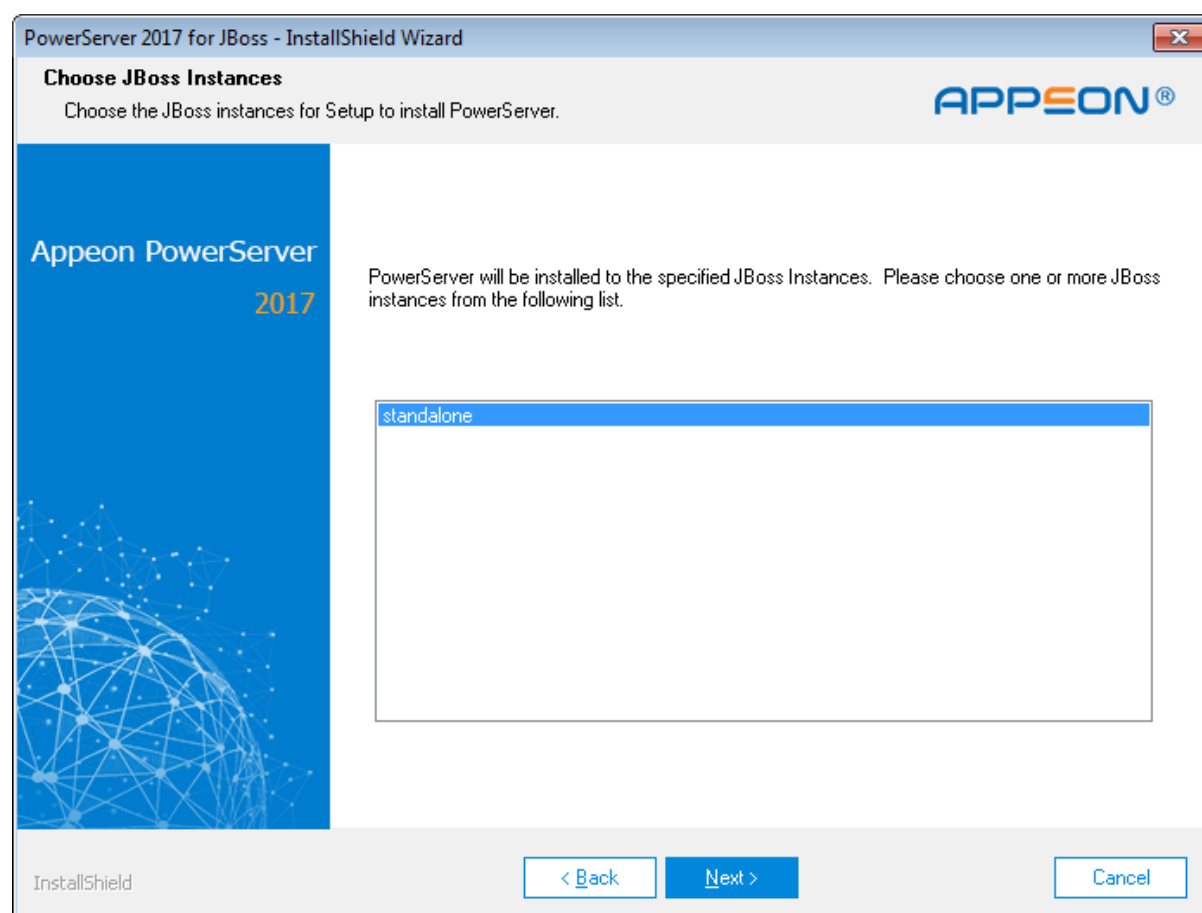 PowerServer 2017 for JBoss - InstallShield Wizard
Choose JBoss Instances
Choose the JBoss instances for Setup to install PowerServer.
APPEON®
Appeon PowerServer
2017
PowerServer will be installed to the specified JBoss Instances.  Please choose one or more JBoss
instances from the following list.
standalone
InstallShield
< Back
Next >
Cancel